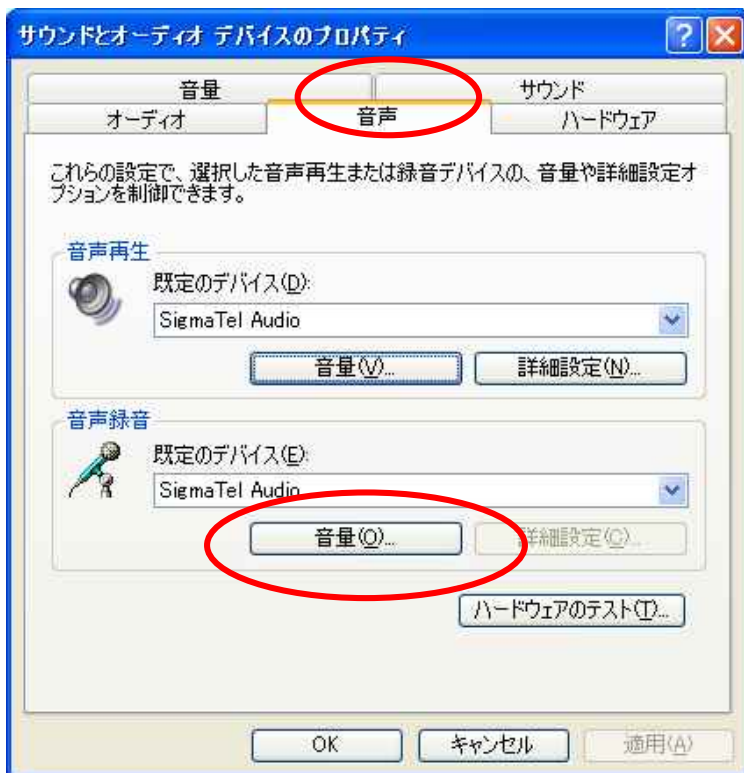 サウンドとオーディオ デバイスのプロパティ
音量
サウンド
オーディオ
音声
ハードウェア
これらの設定で、選択した音声再生または録音デバイスの、音量や詳細設定オ
プションを制御できます。
音声再生
既定のデバイス(D):
SigmaTel Audio
音量(V)...
詳細設定(N)...
音声録音
既定のデバイス(E):
SigmaTel Audio
音量(O)...
詳細設定(C)...
ハードウェアのテスト(T)...
OK
キャンセル
適用(A)